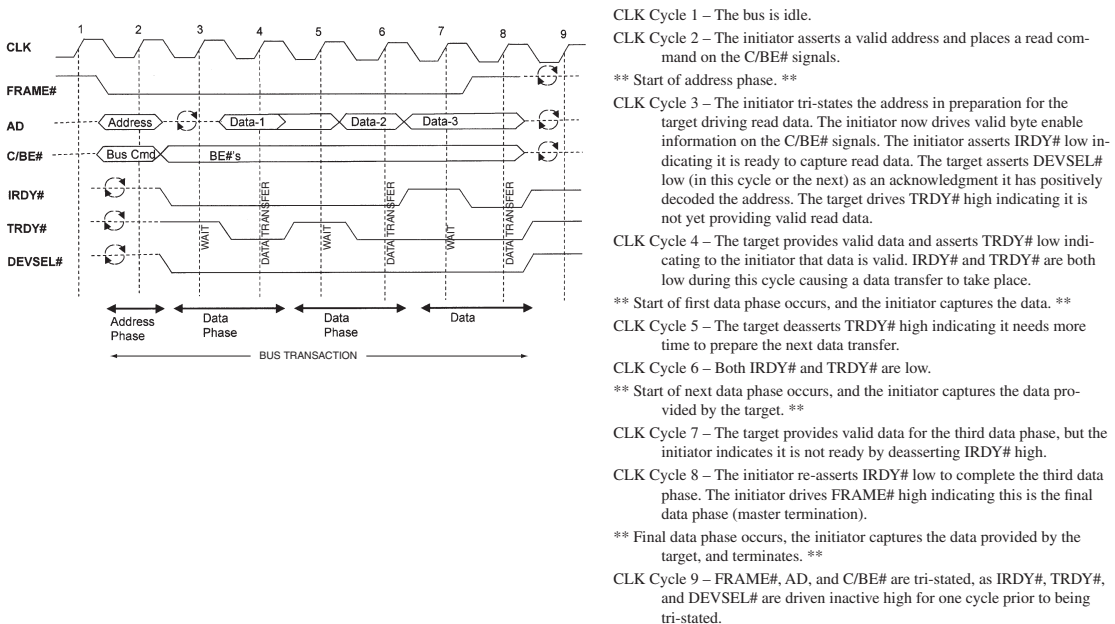 1 2 3 4 5 6 7 8 9
CLK
FRAME#
AD
Address
Data-1
Data-2
Data-3
C/BE#
Bus Cmd
BE#'s
IRDY#
TRDY#
WAIT
DATA TRANSFER
WAIT
DATA TRANSFER
WAIT
DATA TRANSFER
DEVSEL#
Address
Phase
Data
Phase
Data
Phase
Data
BUS TRANSACTION
CLK Cycle 1 – The bus is idle.
CLK Cycle 2 – The initiator asserts a valid address and places a read com-
mand on the C/BE# signals.
** Start of address phase. **
CLK Cycle 3 – The initiator tri-states the address in preparation for the
target driving read data. The initiator now drives valid byte enable
information on the C/BE# signals. The initiator asserts IRDY# low in-
dicating it is ready to capture read data. The target asserts DEVSEL#
low (in this cycle or the next) as an acknowledgment it has positively
decoded the address. The target drives TRDY# high indicating it is
not yet providing valid read data.
CLK Cycle 4 – The target provides valid data and asserts TRDY# low indi-
cating to the initiator that data is valid. IRDY# and TRDY# are both
low during this cycle causing a data transfer to take place.
** Start of first data phase occurs, and the initiator captures the data. **
CLK Cycle 5 – The target deasserts TRDY# high indicating it needs more
time to prepare the next data transfer.
CLK Cycle 6 – Both IRDY# and TRDY# are low.
** Start of next data phase occurs, and the initiator captures the data pro-
vided by the target. **
CLK Cycle 7 – The target provides valid data for the third data phase, but the
initiator indicates it is not ready by deasserting IRDY# high.
CLK Cycle 8 – The initiator re-asserts IRDY# low to complete the third data
phase. The initiator drives FRAME# high indicating this is the final
data phase (master termination).
** Final data phase occurs, the initiator captures the data provided by the
target, and terminates. **
CLK Cycle 9 – FRAME#, AD, and C/BE# are tri-stated, as IRDY#, TRDY#,
and DEVSEL# are driven inactive high for one cycle prior to being
tri-stated.